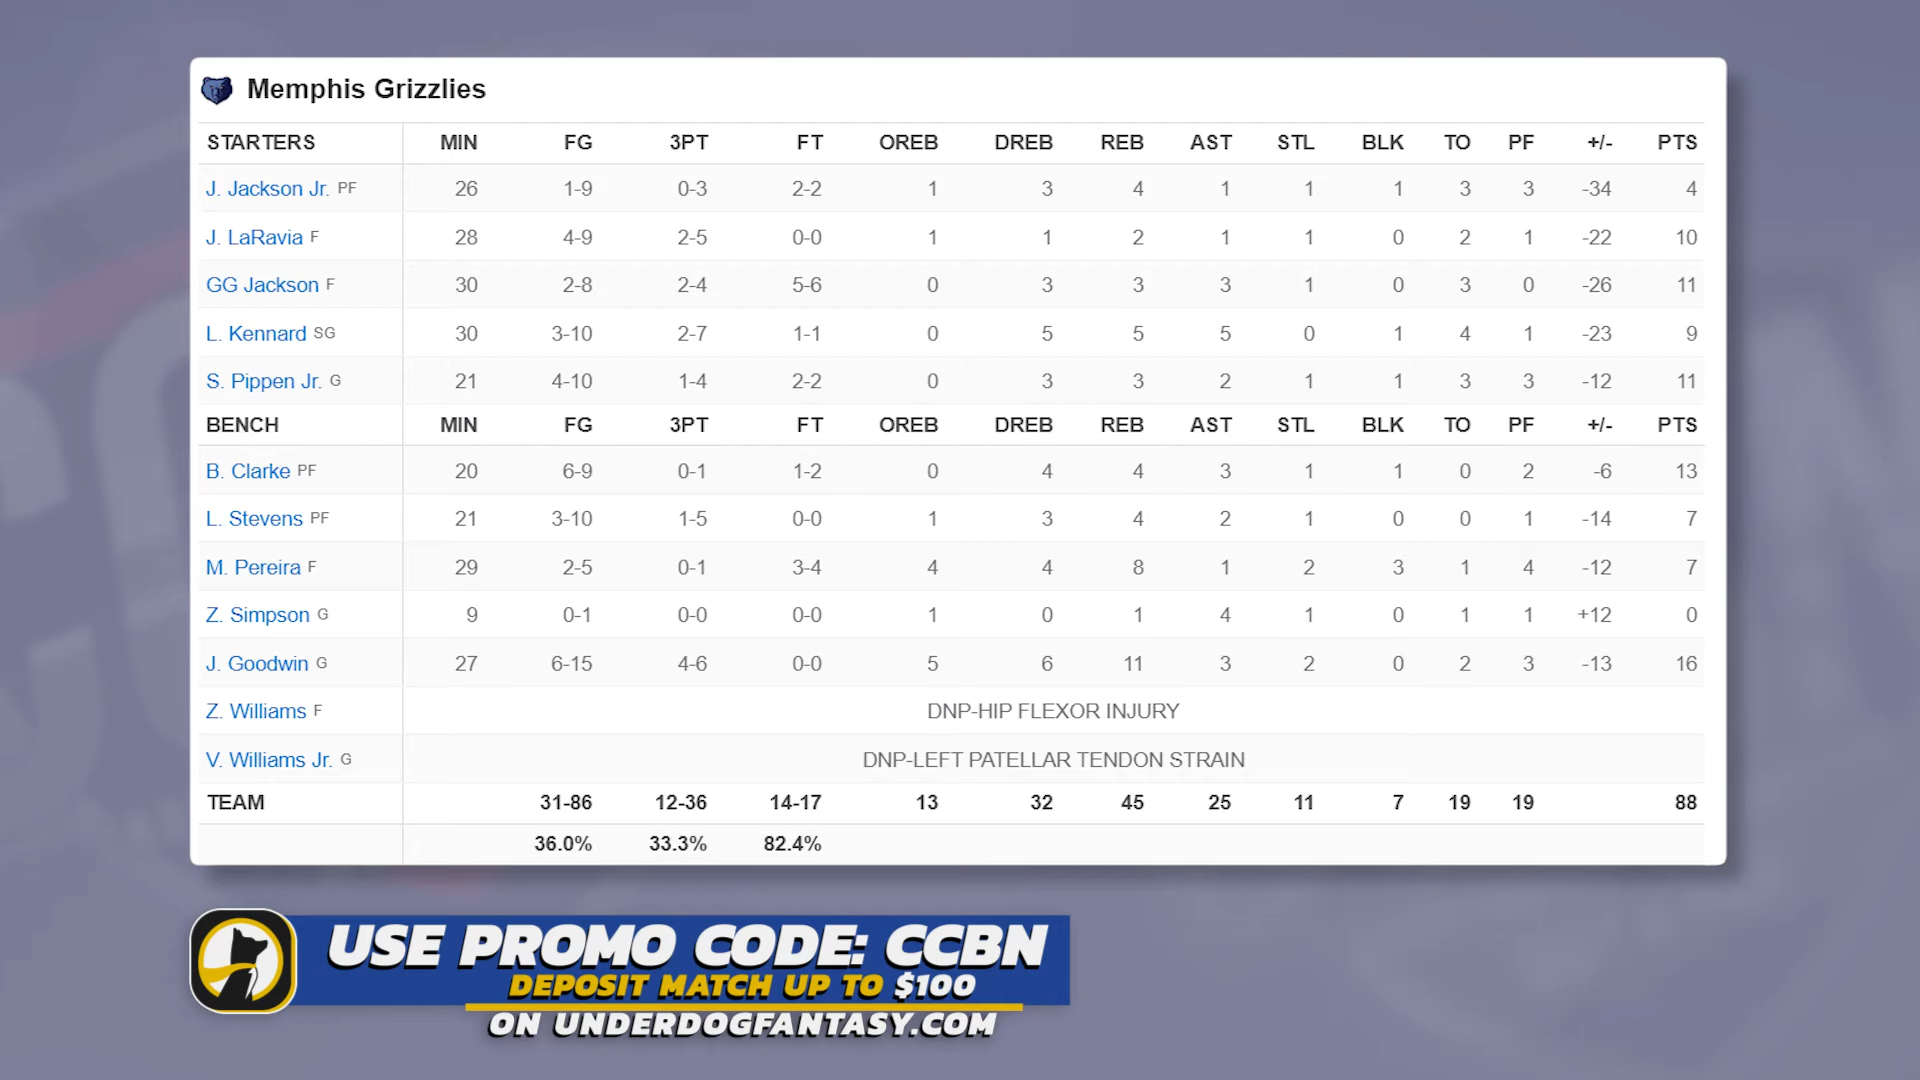 Memphis Grizzlies
STARTERS MIN FG 3PT FT OREB DREB REB AST STL BLK TO PF +/- PTS
J. Jackson Jr. PF 26 1-9 0-3 2-2 1 3 4 1 1 1 3 3 -34 4
J. LaRavia F 28 4-9 2-5 0-0 1 1 2 1 1 0 2 1 -22 10
GG Jackson F 30 2-8 2-4 5-6 0 3 3 3 1 0 3 0 -26 11
L. Kennard SG 30 3-10 2-7 1-1 0 5 5 5 0 1 4 1 -23 9
S. Pippen Jr. G 21 4-10 1-4 2-2 0 3 3 2 1 1 3 3 -12 11
BENCH MIN FG 3PT FT OREB DREB REB AST STL BLK TO PF +/- PTS
B. Clarke PF 20 6-9 0-1 1-2 0 4 4 3 1 1 0 2 -6 13
L. Stevens PF 21 3-10 1-5 0-0 1 3 4 2 1 0 0 1 -14 7
M. Pereira F 29 2-5 0-1 3-4 4 4 8 1 2 3 1 4 -12 7
Z. Simpson G 9 0-1 0-0 0-0 1 0 1 4 1 0 1 1 +12 0
J. Goodwin G 27 6-15 4-6 0-0 5 6 11 3 2 0 2 3 -13 16
Z. Williams F DNP-HIP FLEXOR INJURY
V. Williams Jr. G DNP-LEFT PATELLAR TENDON STRAIN
TEAM 31-86 12-36 14-17 13 32 45 25 11 7 19 19 88
36.0% 33.3% 82.4%
USE PROMO CODE: CCBN
DEPOSIT MATCH UP TO $100
ON UNDERDOGFANTASY.COM